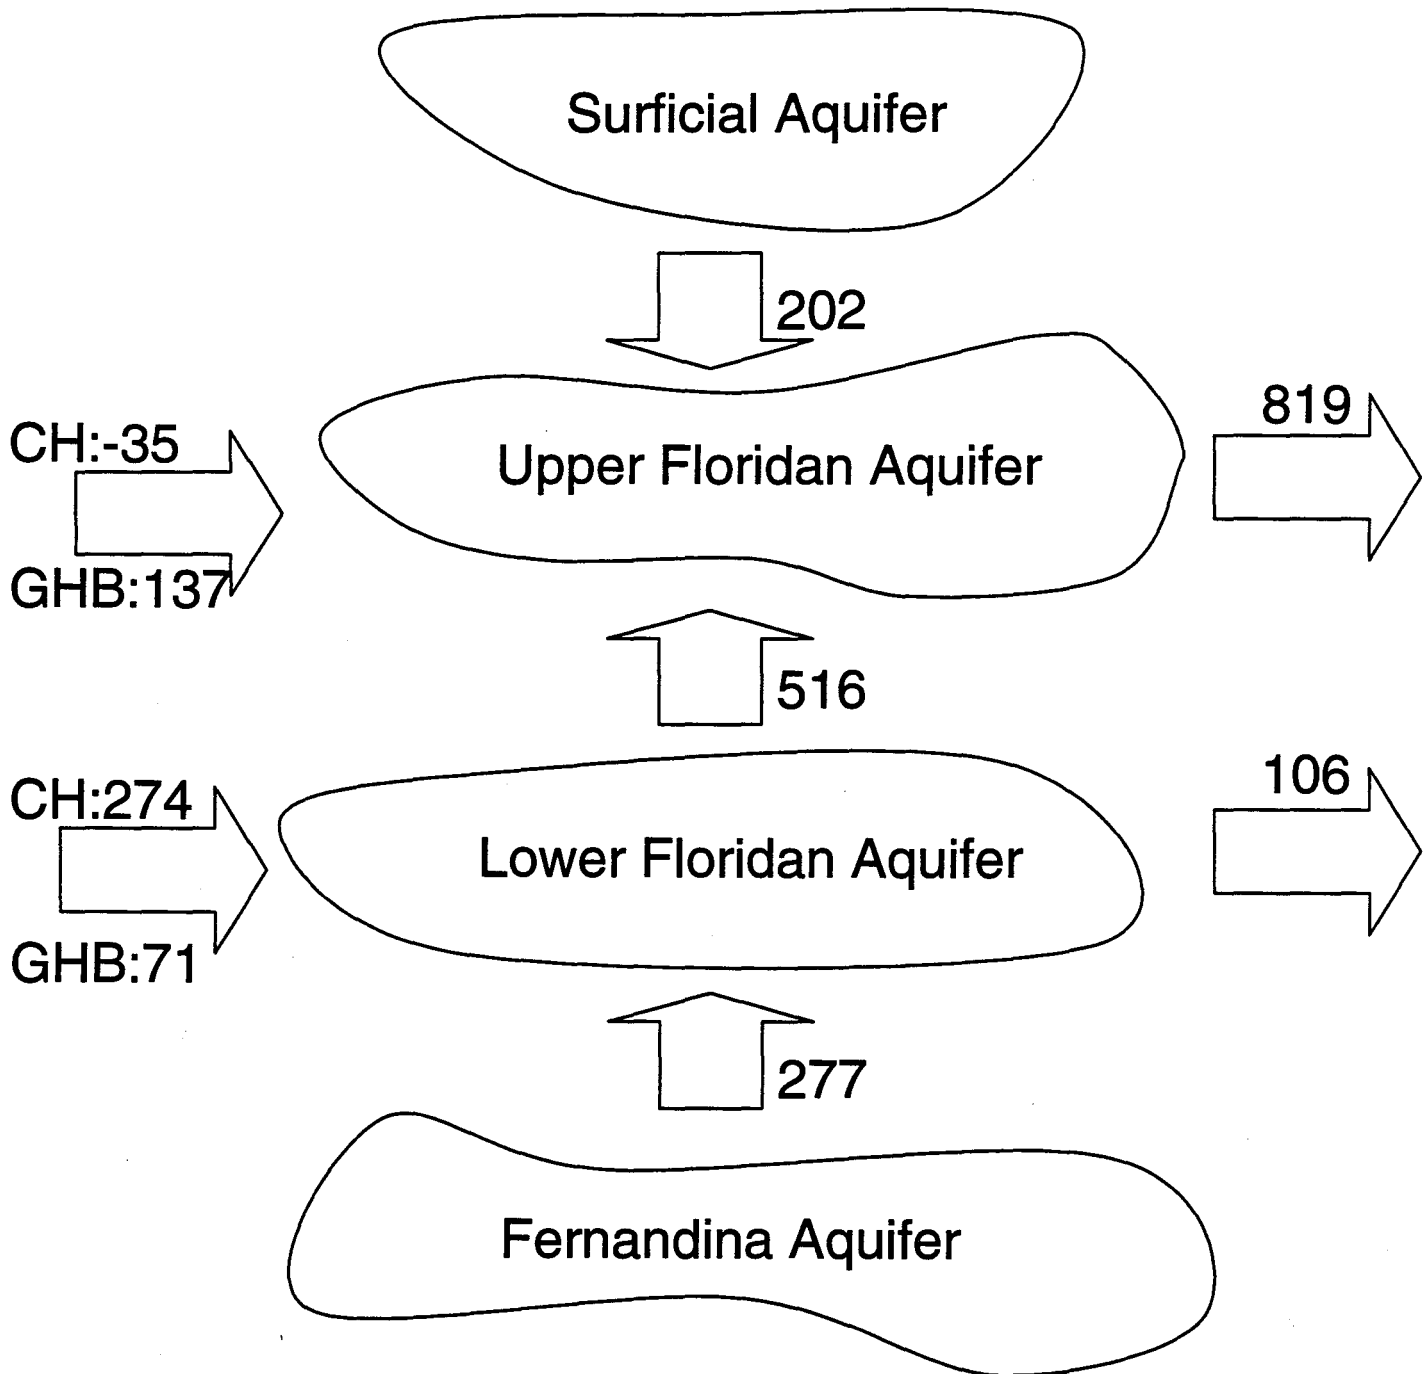 Surficial Aquifer
202
819
CH:-35
Upper Floridan Aquifer
GHB:137
516
106
CH:274
Lower Floridan Aquifer
GHB:71
277
Fernandina Aquifer